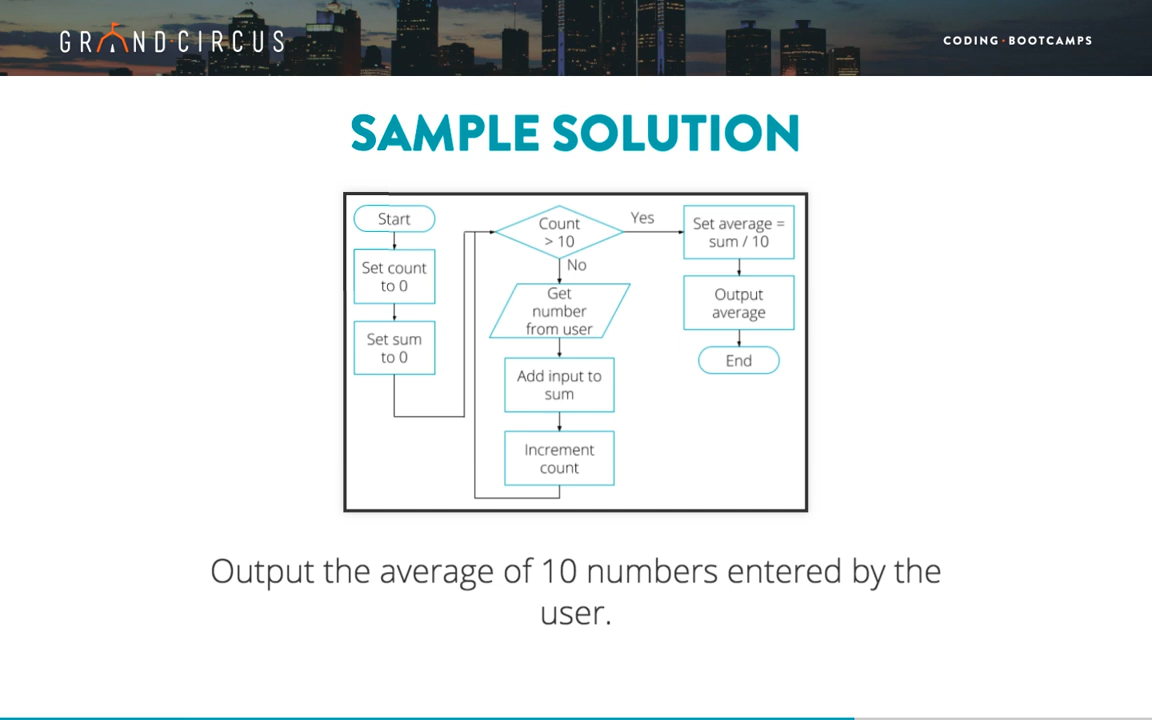 GRAND CIRCUS
CODING · BOOTCAMPS
SAMPLE SOLUTION
Start
Set count
to 0
Set sum
to 0
Count
> 10
Yes
No
Get
number
from user
Add input to
sum
Increment
count
Set average =
sum / 10
Output
average
End
Output the average of 10 numbers entered by the
user.